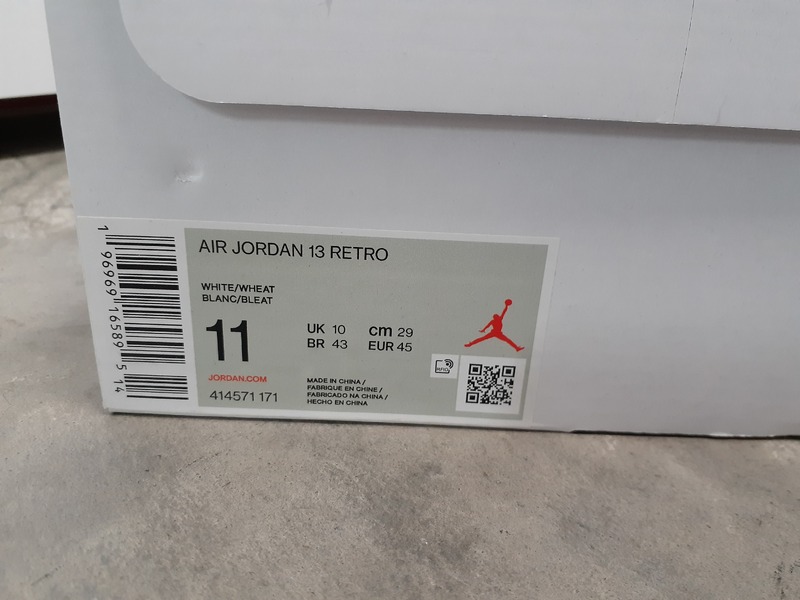 1 96969 16589 5 14
AIR JORDAN 13 RETRO
WHITE/WHEAT
BLANC/BLEAT
11
UK 10 cm 29
BR 43 EUR 45
JORDAN.COM
414571 171
MADE IN CHINA /
FABRIQUE EN CHINE /
FABRICADO NA CHINA /
HECHO EN CHINA
RFID